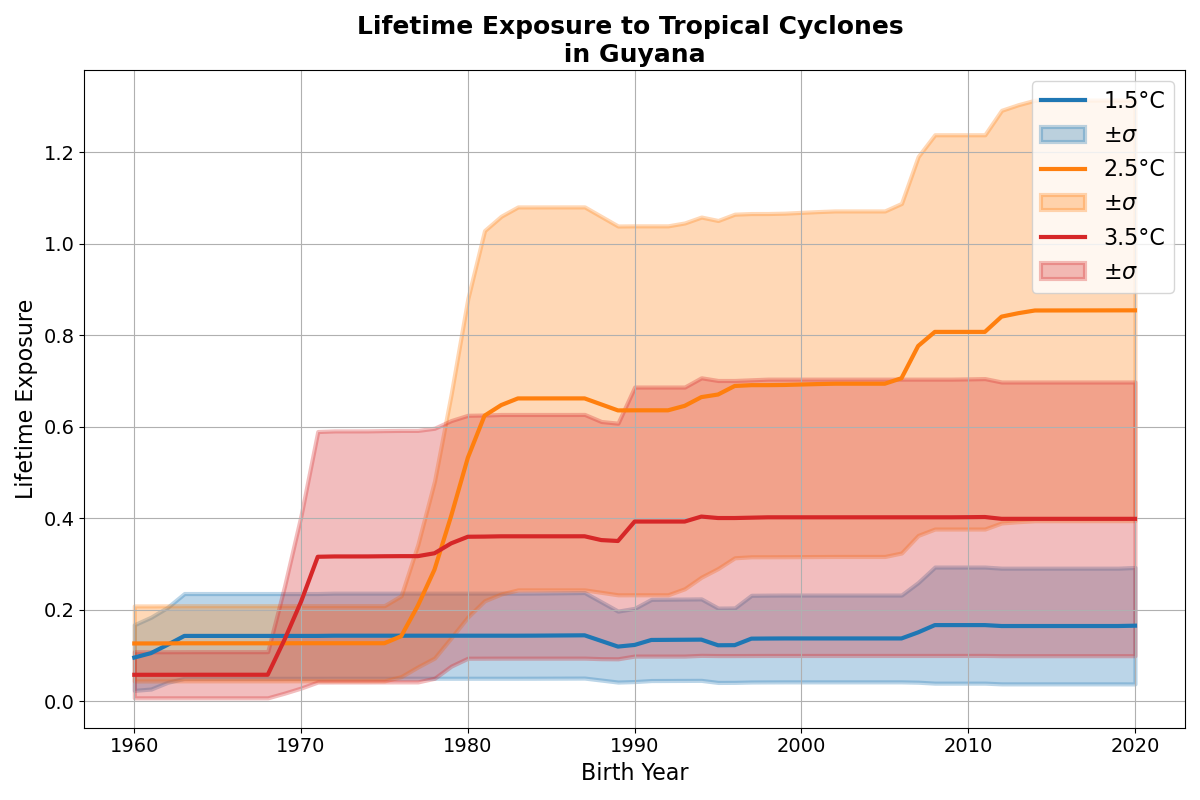 Lifetime Exposure to Tropical Cyclones
in Guyana
1.5°C
±σ
2.5°C
±σ
3.5°C
±σ
Lifetime Exposure
1.2
1.0
0.8
0.6
0.4
0.2
0.0
1960
1970
1980
1990
2000
2010
2020
Birth Year